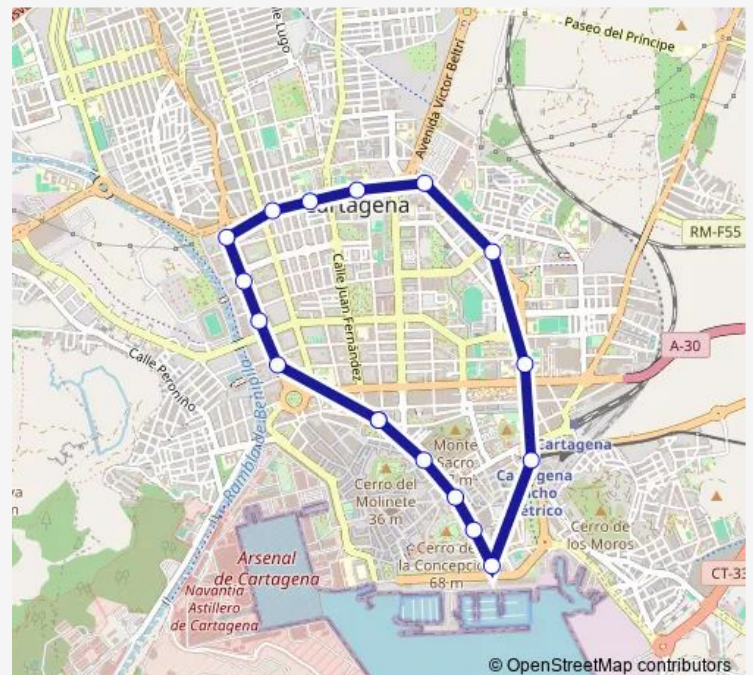 Paseo del Príncipe
lle Lugo
Avenida Víctor Beltrí
Cartagena
RM-F55
Calle Juan Fernández
A-30
Calle Peroniño
Rambla de Benipila
Monte
Sacro
Cartagena
Cerro del
Molinete
36 m
Cerro de
los Moros
Cerro de
la Concepció
68 m
Arsenal
de Cartagena
Navantia
Astillero
de Cartagena
CT-33
© OpenStreetMap contributors